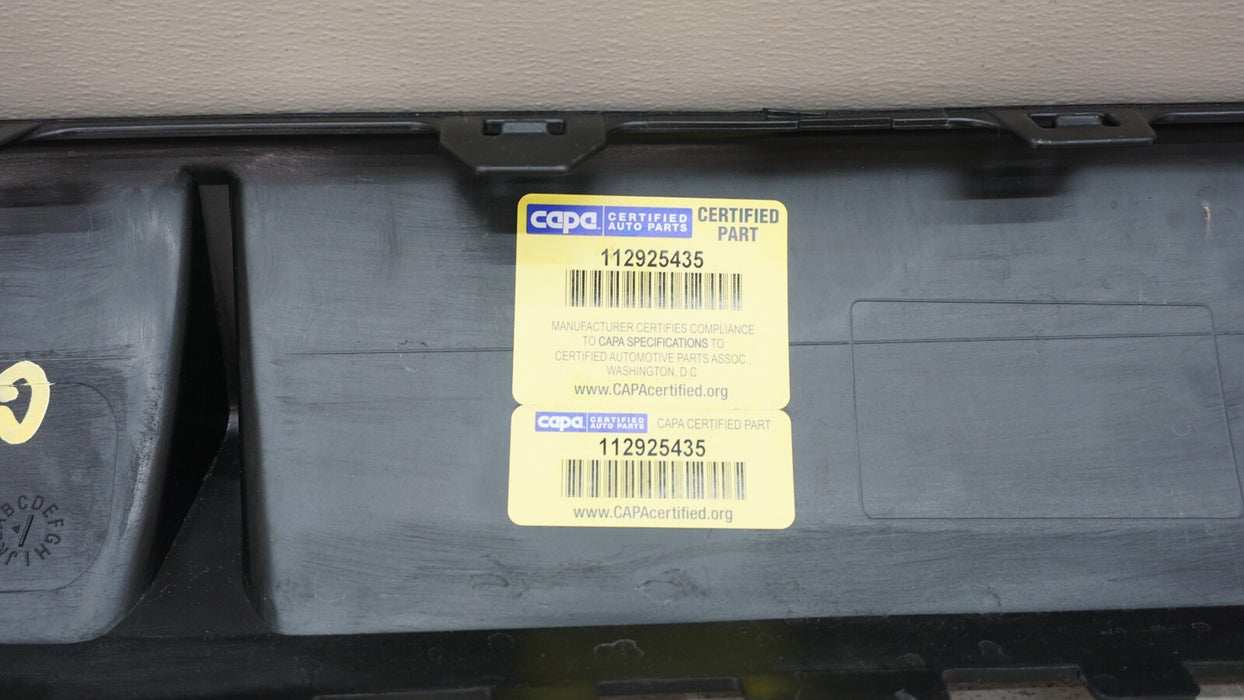 capa CERTIFIED AUTO PARTS CERTIFIED PART
112925435
MANUFACTURER CERTIFIES COMPLIANCE
TO CAPA SPECIFICATIONS TO
CERTIFIED AUTOMOTIVE PARTS ASSOC.,
WASHINGTON, D.C.
www.CAPAcertified.org
capa CERTIFIED AUTO PARTS CAPA CERTIFIED PART
112925435
www.CAPAcertified.org
ABCDEFGHIJK